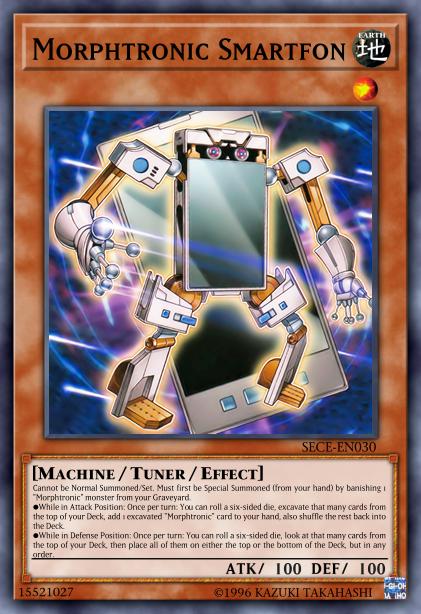 MORPHTRONIC SMARTFON
EARTH
地
SECE-EN030
[MACHINE / TUNER / EFFECT]
Cannot be Normal Summoned/Set. Must first be Special Summoned (from your hand) by banishing 1
"Morphtronic" monster from your Graveyard.
●While in Attack Position: Once per turn: You can roll a six-sided die, excavate that many cards from
the top of your Deck, add 1 excavated "Morphtronic" card to your hand, also shuffle the rest back into
the Deck.
●While in Defense Position: Once per turn: You can roll a six-sided die, look at that many cards from
the top of your Deck, then place all of them on either the top or the bottom of the Deck, but in any
order.
ATK/ 100 DEF/ 100
15521027
©1996 KAZUKI TAKAHASHI